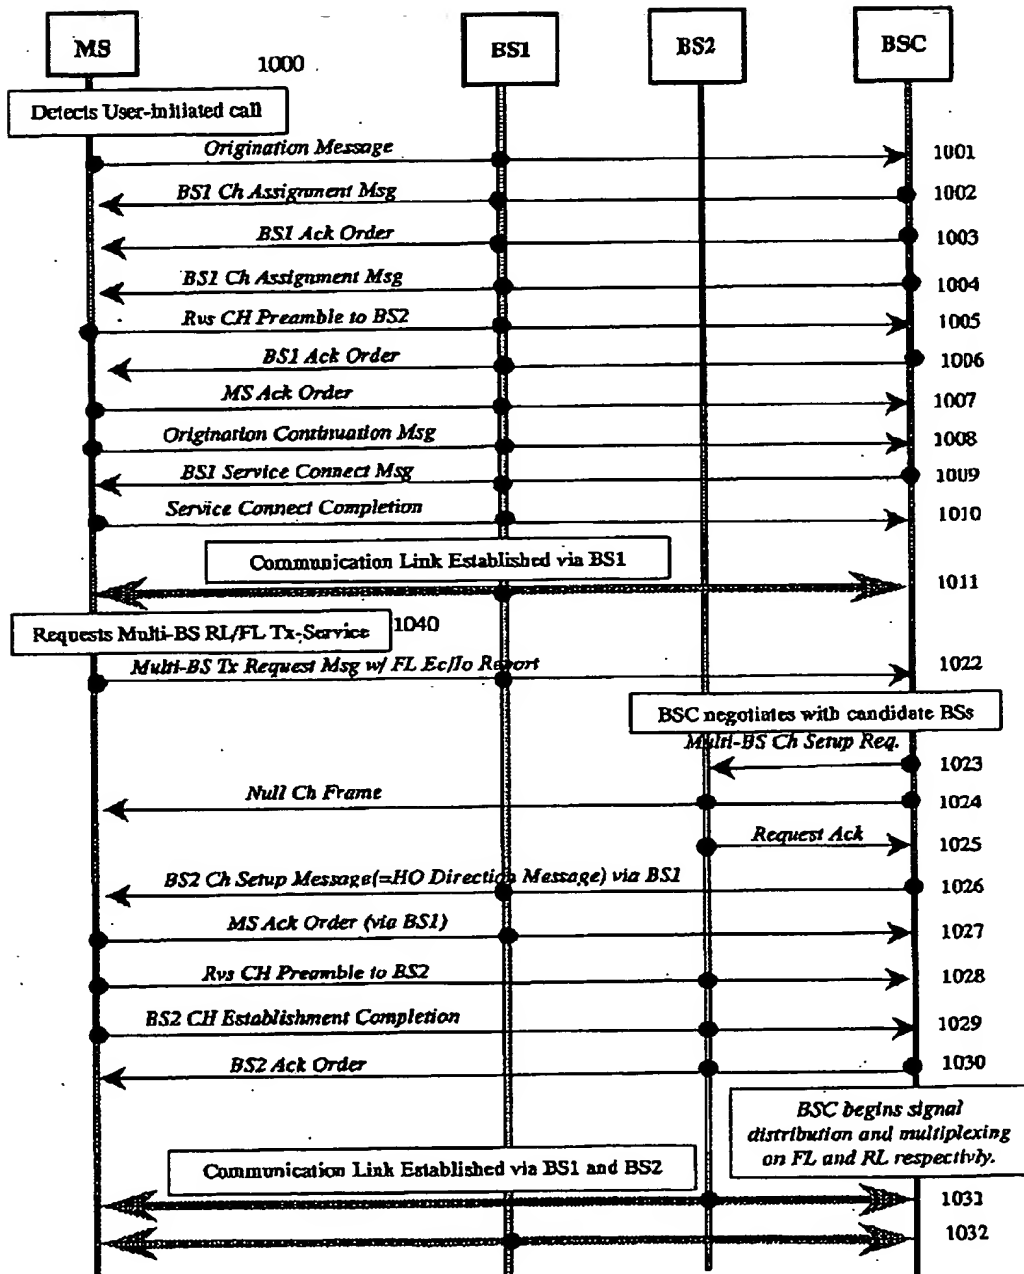 MS
BS1
BS2
BSC
1000
Detects User-initiated call
Origination Message
1001
BS1 Ch Assignment Msg
1002
BS1 Ack Order
1003
BS1 Ch Assignment Msg
1004
Rvs CH Preamble to BS2
1005
BS1 Ack Order
1006
MS Ack Order
1007
Origination Continuation Msg
1008
BS1 Service Connect Msg
1009
Service Connect Completion
1010
Communication Link Established via BS1
1011
Requests Multi-BS RL/FL Tx-Service
1040
Multi-BS Tx Request Msg w/ FL Ec/Io Report
1022
BSC negotiates with candidate BSs
Multi-BS Ch Setup Req.
1023
Null Ch Frame
1024
Request Ack
1025
BS2 Ch Setup Message(=HO Direction Message) via BS1
1026
MS Ack Order (via BS1)
1027
Rvs CH Preamble to BS2
1028
BS2 CH Establishment Completion
1029
BS2 Ack Order
1030
BSC begins signal
distribution and multiplexing
on FL and RL respectivly.
Communication Link Established via BS1 and BS2
1031
1032